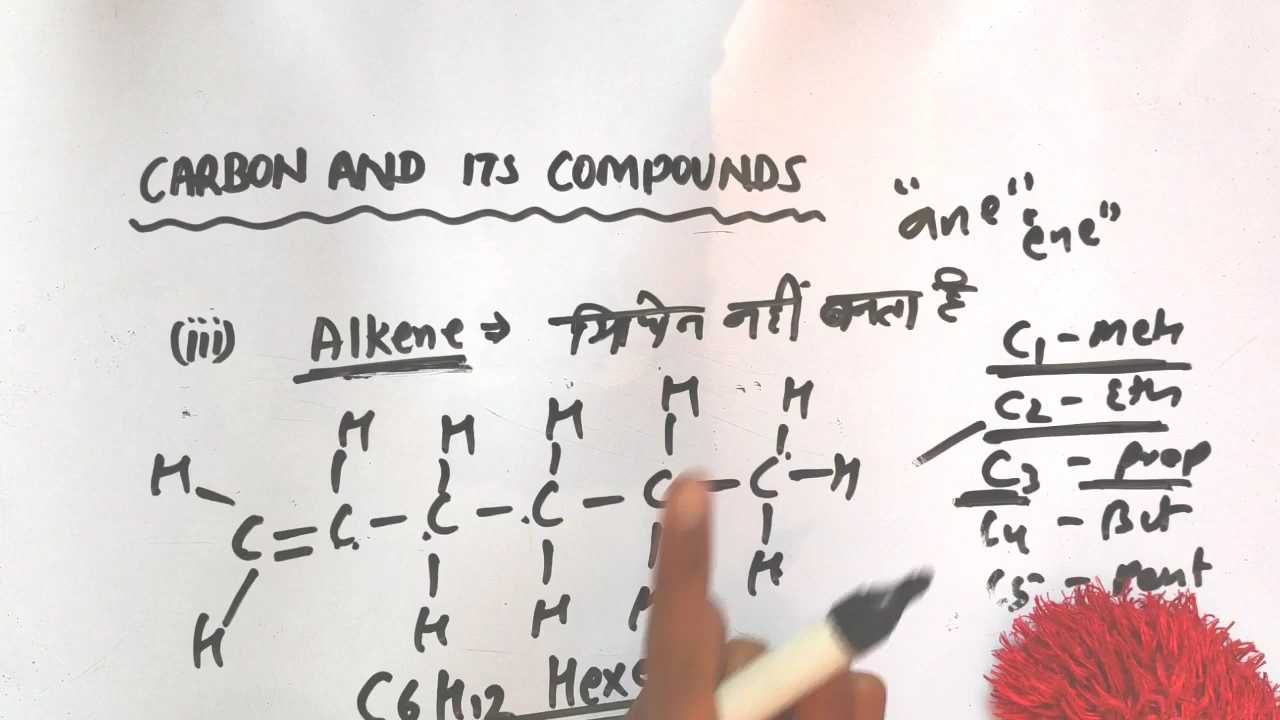 CARBON AND ITS COMPOUNDS
"ane" "ene"
(iii) Alkene ⇒ मिथेन नहीं बनता है
C1 - Meth
C2 - Eth
C3 - prop
C4 - But
C5 - Pent
H H H H H
H C = C - C - C - C - C - H
H H H H H
C6H12